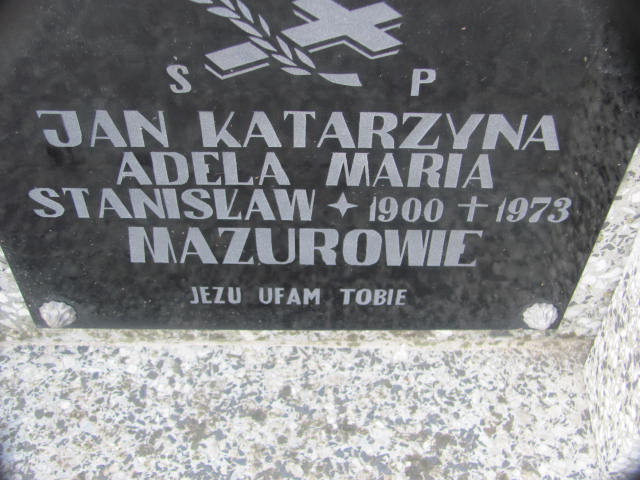 S P
JAN KATARZYNA
ADELA MARIA
STANISŁAW ✦ 1900 ✝ 1973
MAZUROWIE
JEZU UFAM TOBIE